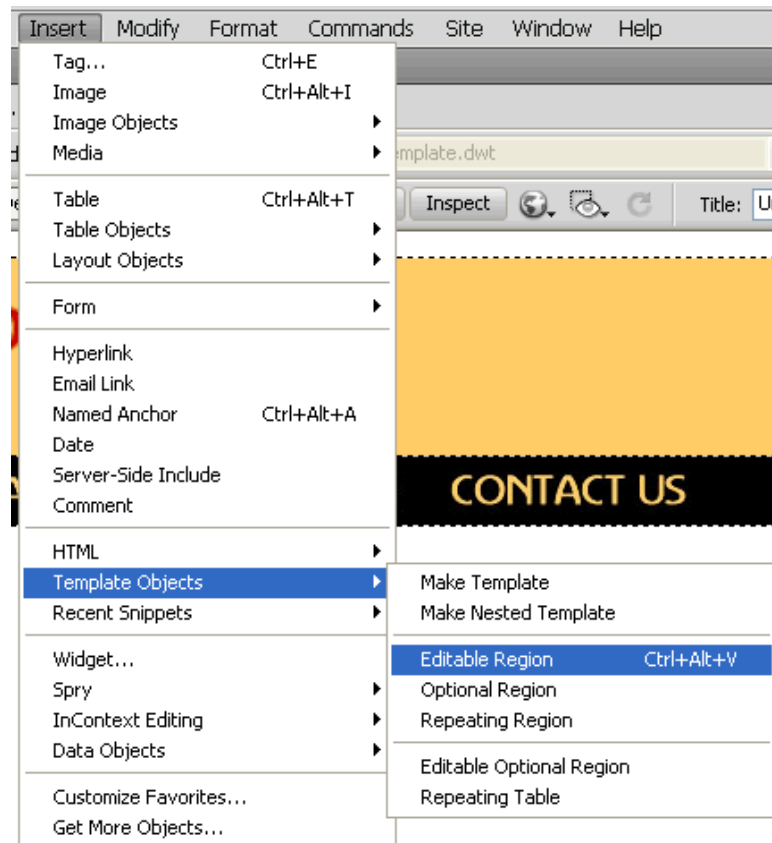 Insert Modify Format Commands Site Window Help
Tag... Ctrl+E
Image Ctrl+Alt+I
Image Objects
Media
emplate.dwt
Table Ctrl+Alt+T
Inspect
Title:
Table Objects
Layout Objects
Form
Hyperlink
Email Link
Named Anchor Ctrl+Alt+A
Date
Server-Side Include
CONTACT US
Comment
HTML
Template Objects
Make Template
Recent Snippets
Make Nested Template
Widget...
Editable Region Ctrl+Alt+V
Spry
Optional Region
InContext Editing
Repeating Region
Data Objects
Editable Optional Region
Customize Favorites...
Repeating Table
Get More Objects...